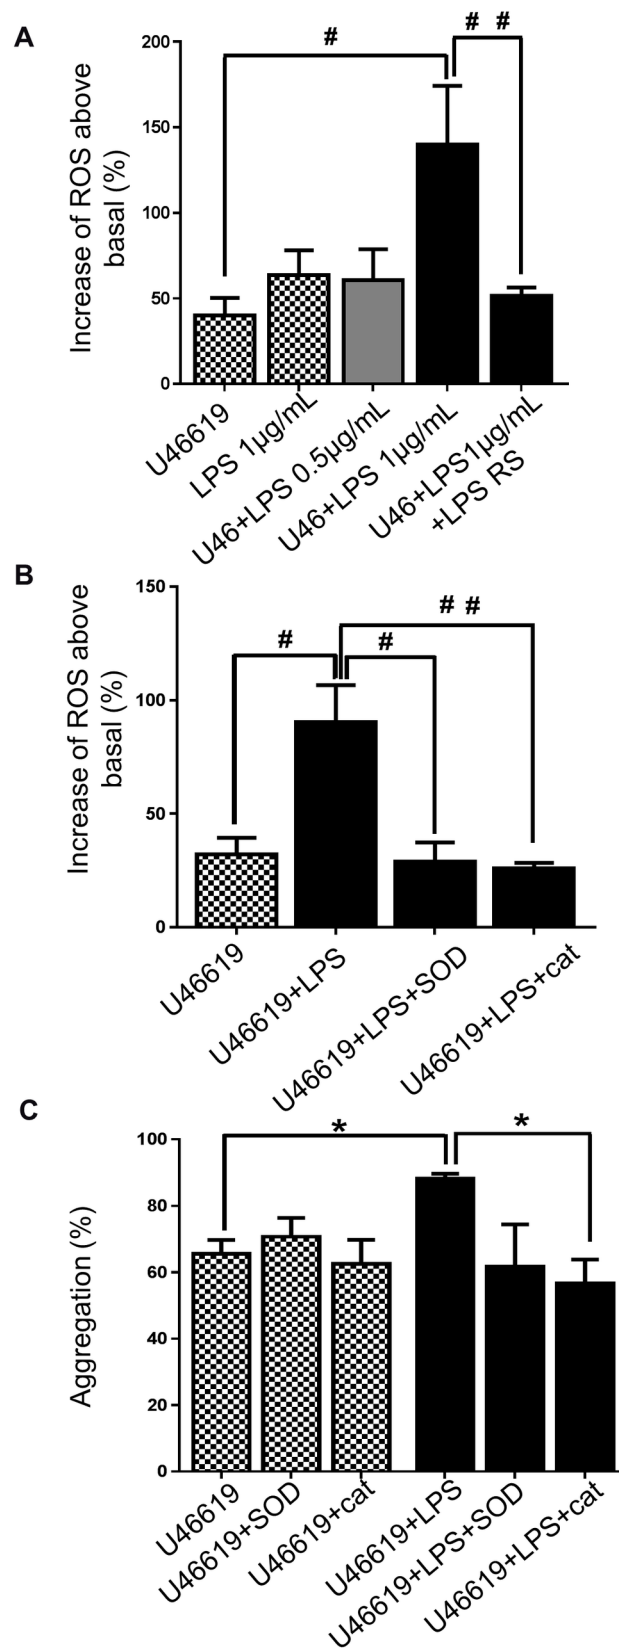 A
Increase of ROS above
basal (%)
200
150
100
50
0
#
# #
U46619
LPS 1µg/mL
U46+LPS 0.5µg/mL
U46+LPS 1µg/mL
U46+LPS1µg/mL
+LPS RS
B
Increase of ROS above
basal (%)
150
100
50
0
#
#
# #
U46619
U46619+LPS
U46619+LPS+SOD
U46619+LPS+cat
C
Aggregation (%)
100
80
60
40
20
0
*
*
U46619
U46619+SOD
U46619+cat
U46619+LPS
U46619+LPS+SOD
U46619+LPS+cat